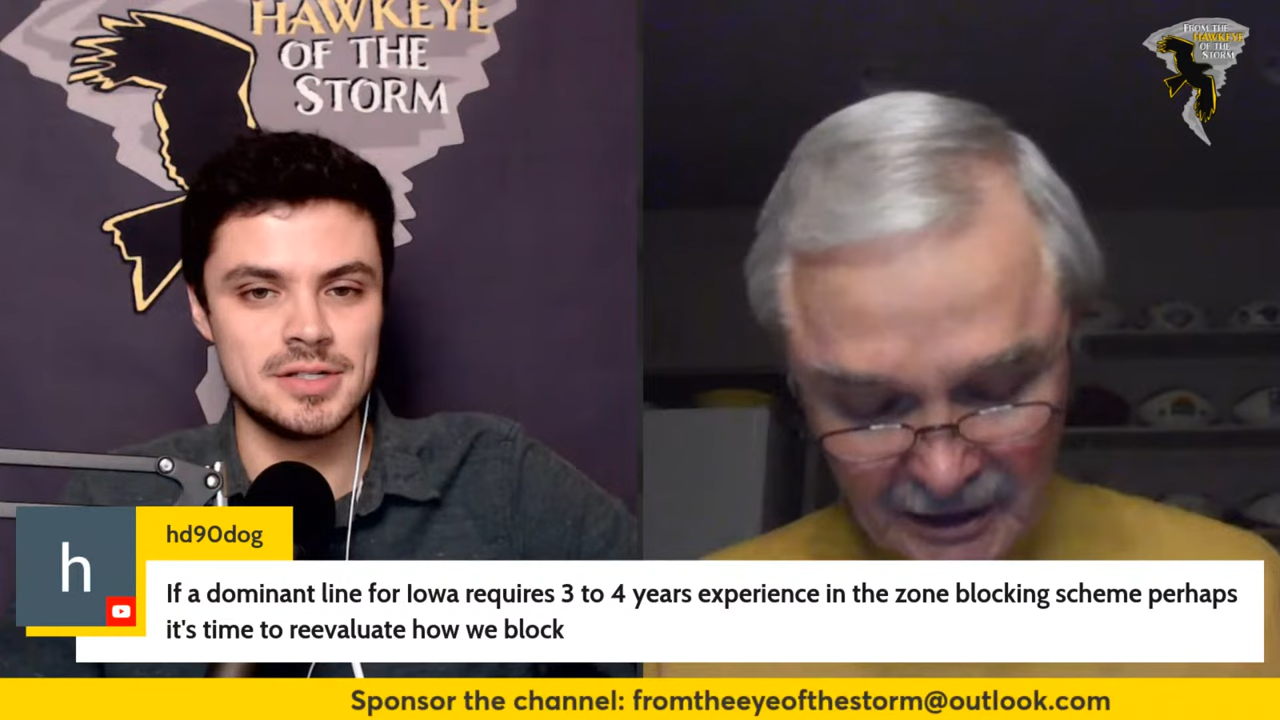 HAWKEYE
OF THE
STORM
FROM THE
HAWKEYE
OF THE
STORM
hd90dog
h
If a dominant line for Iowa requires 3 to 4 years experience in the zone blocking scheme perhaps
it's time to reevaluate how we block
Sponsor the channel: fromtheeyeofthestorm@outlook.com